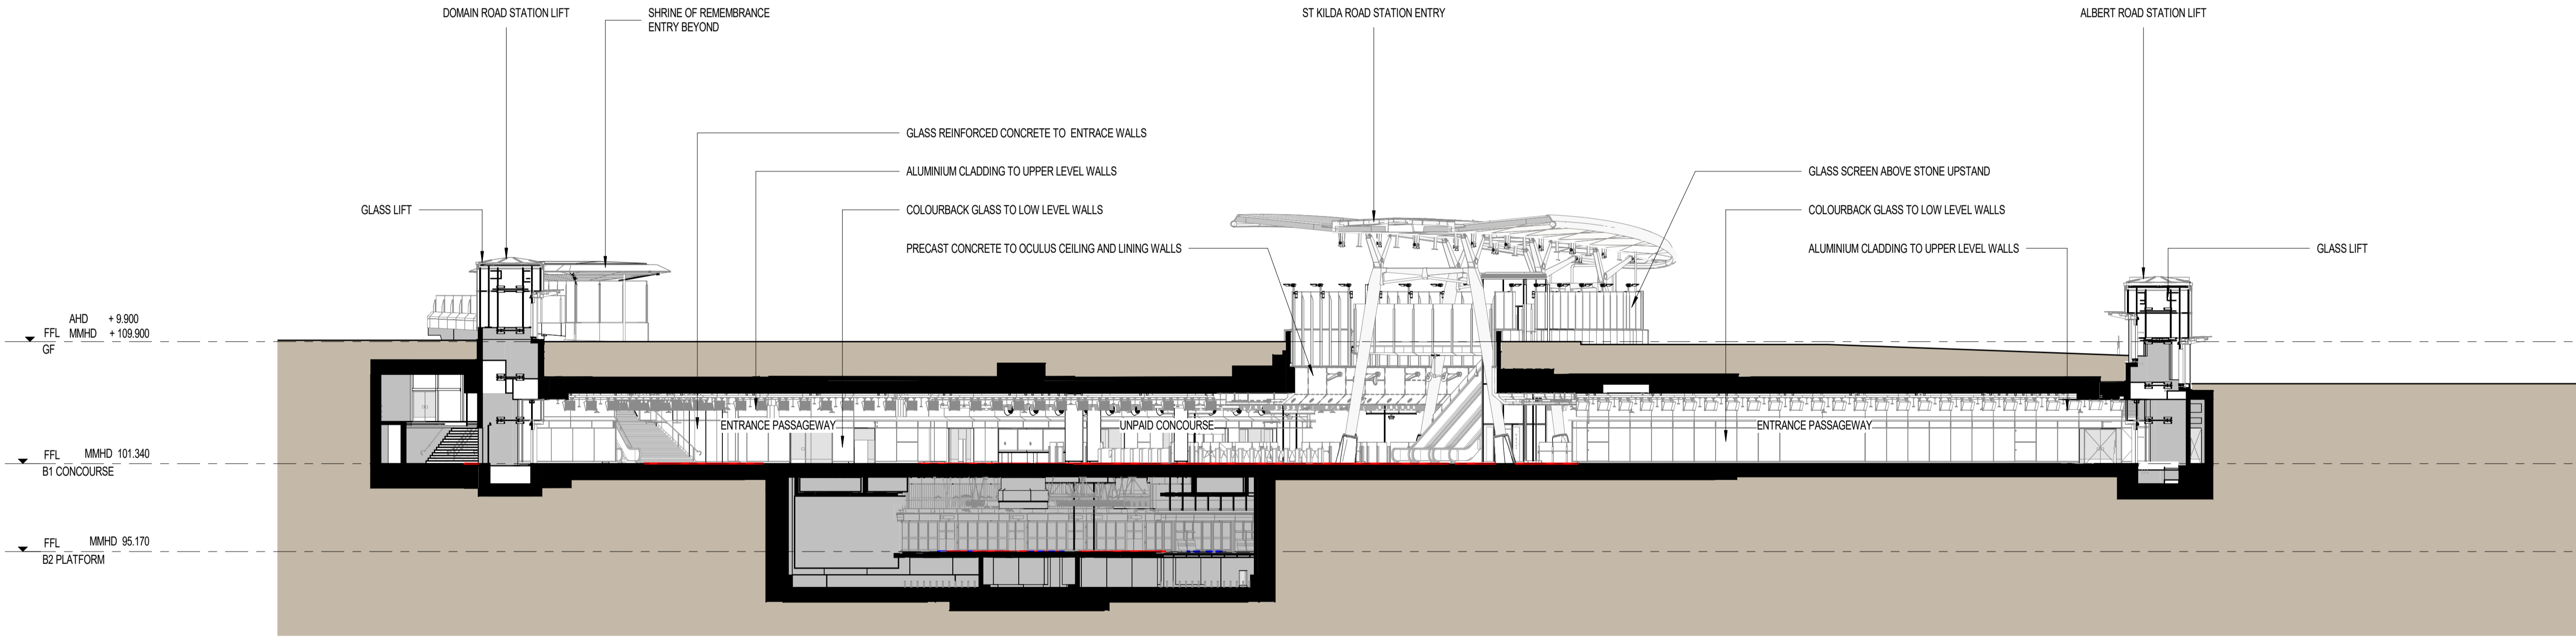 DOMAIN ROAD STATION LIFT
SHRINE OF REMEMBRANCE
ENTRY BEYOND
ST KILDA ROAD STATION ENTRY
ALBERT ROAD STATION LIFT
GLASS REINFORCED CONCRETE TO ENTRACE WALLS
ALUMINIUM CLADDING TO UPPER LEVEL WALLS
GLASS SCREEN ABOVE STONE UPSTAND
GLASS LIFT
COLOURBACK GLASS TO LOW LEVEL WALLS
COLOURBACK GLASS TO LOW LEVEL WALLS
PRECAST CONCRETE TO OCULUS CEILING AND LINING WALLS
ALUMINIUM CLADDING TO UPPER LEVEL WALLS
GLASS LIFT
AHD + 9.900
FFL MMHD + 109.900
GF
ENTRANCE PASSAGEWAY
UNPAID CONCOURSE
ENTRANCE PASSAGEWAY
FFL MMHD 101.340
B1 CONCOURSE
FFL MMHD 95.170
B2 PLATFORM